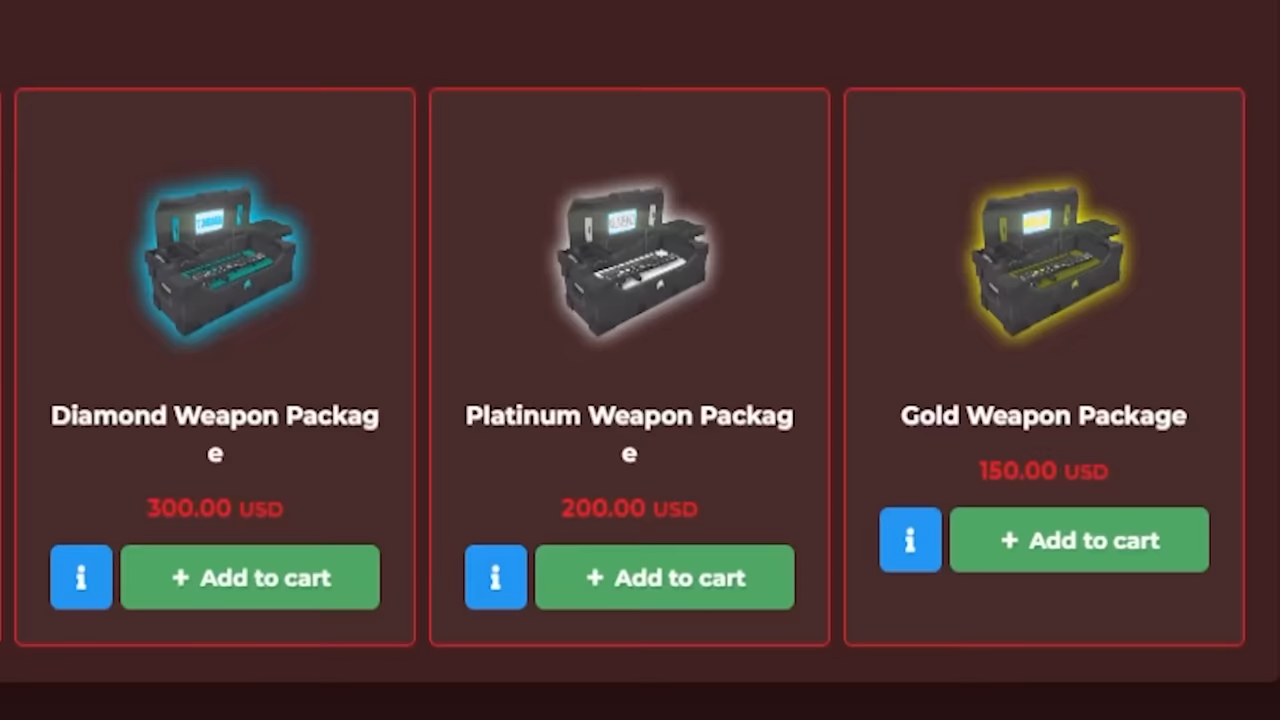 Diamond Weapon Packag
e
300.00 USD
i
+ Add to cart
Platinum Weapon Packag
e
200.00 USD
i
+ Add to cart
Gold Weapon Package
150.00 USD
i
+ Add to cart